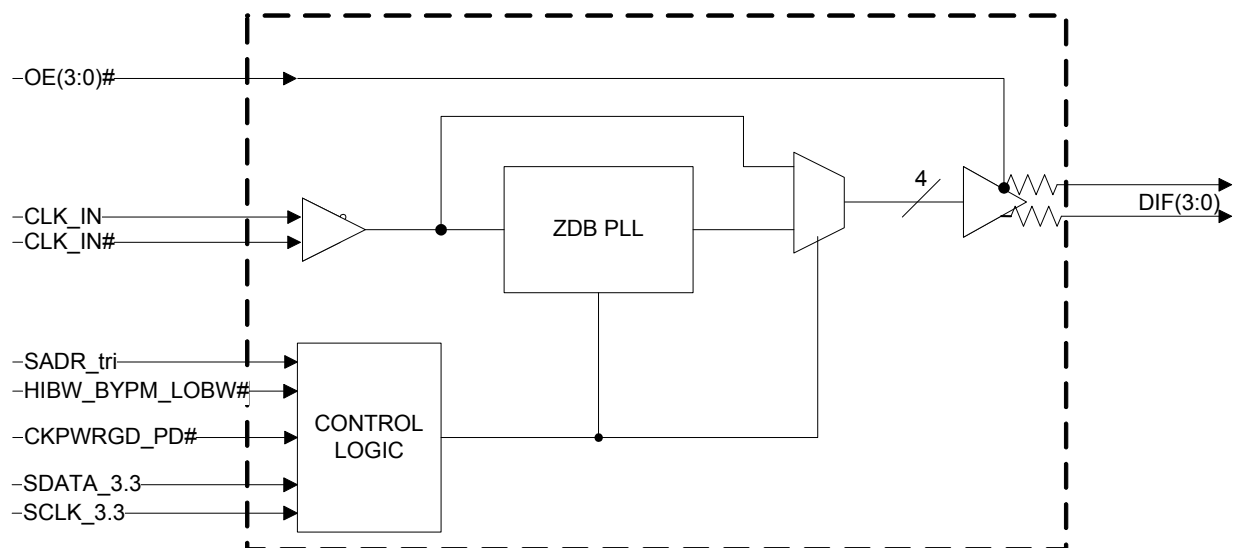 OE(3:0)#
CLK_IN
CLK_IN#
ZDB PLL
4
DIF(3:0)
SADR_tri
HIBW_BYPM_LOBW#
CKPWRGD_PD#
SDATA_3.3
SCLK_3.3
CONTROL
LOGIC